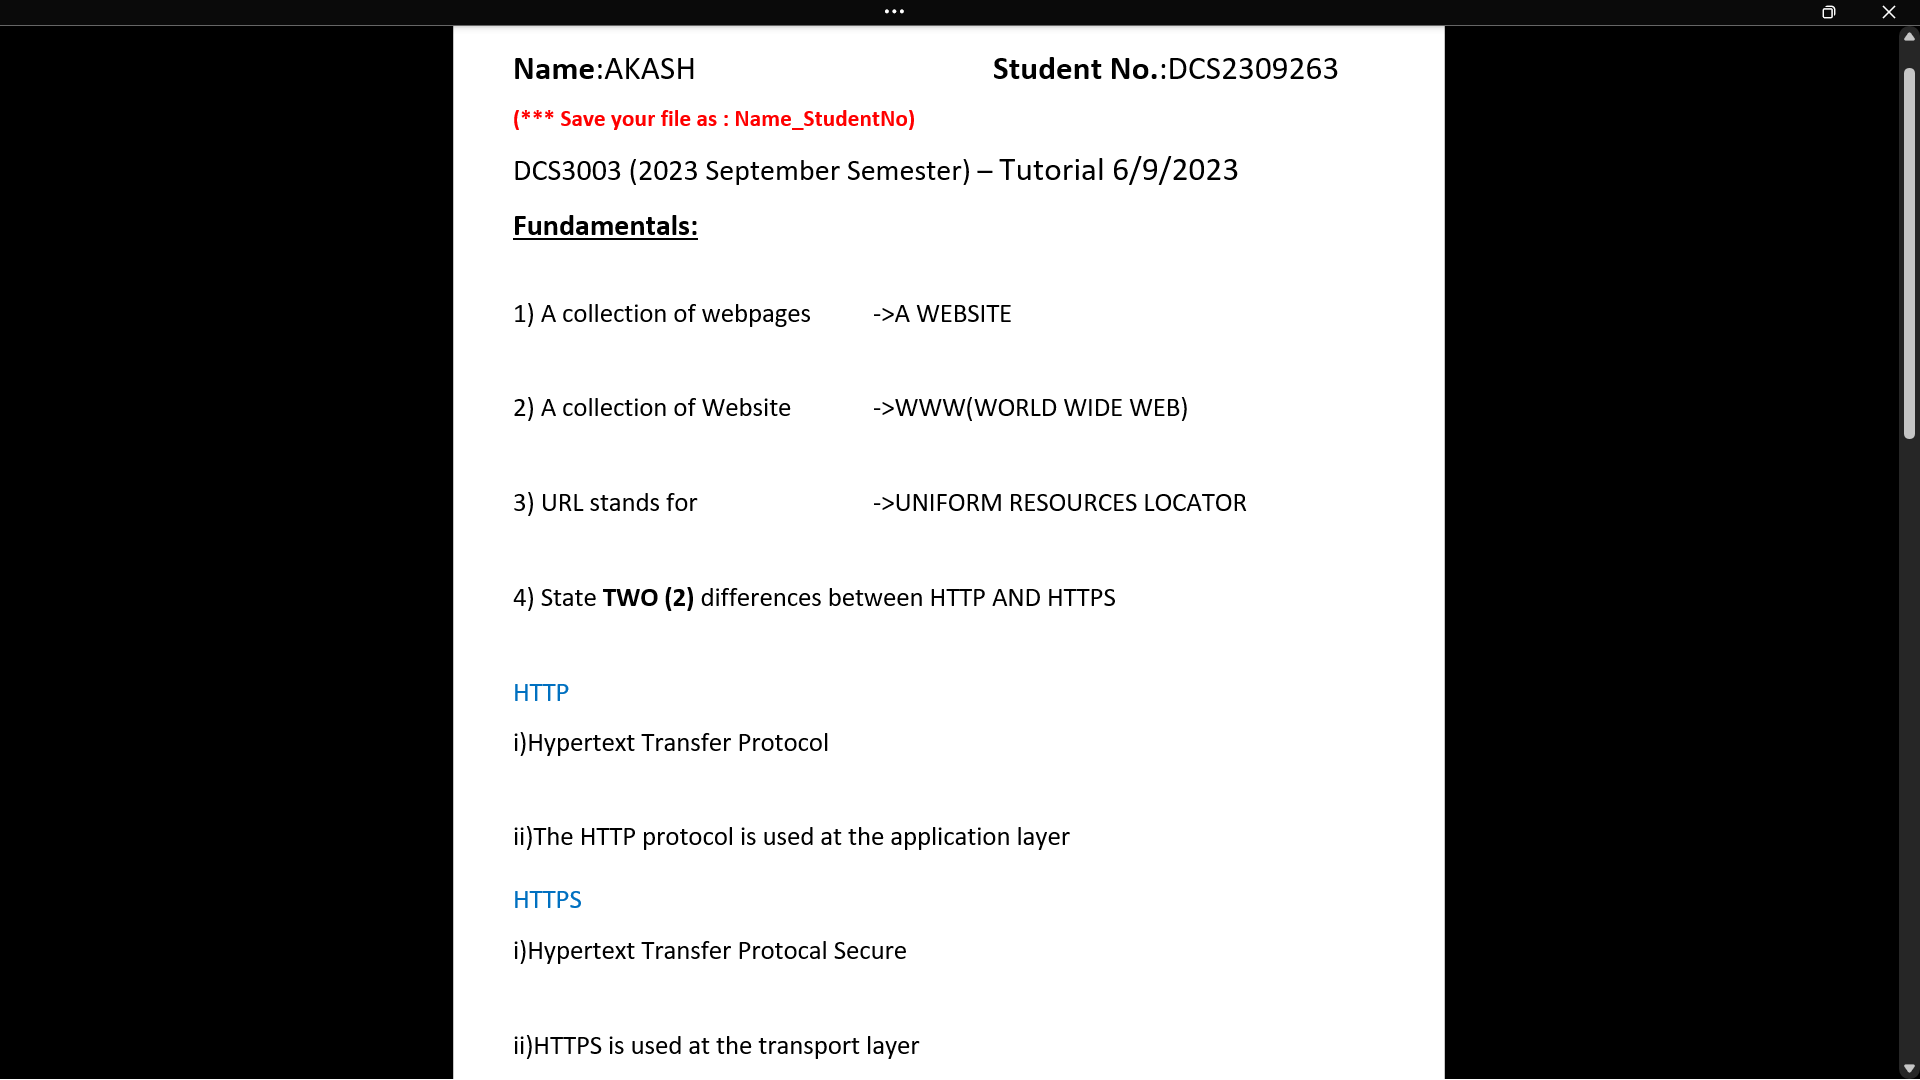 Name:AKASH Student No.:DCS2309263
(*** Save your file as : Name_StudentNo)
DCS3003 (2023 September Semester) – Tutorial 6/9/2023
Fundamentals:
1) A collection of webpages ->A WEBSITE
2) A collection of Website ->WWW(WORLD WIDE WEB)
3) URL stands for ->UNIFORM RESOURCES LOCATOR
4) State TWO (2) differences between HTTP AND HTTPS
HTTP
i)Hypertext Transfer Protocol
ii)The HTTP protocol is used at the application layer
HTTPS
i)Hypertext Transfer Protocal Secure
ii)HTTPS is used at the transport layer